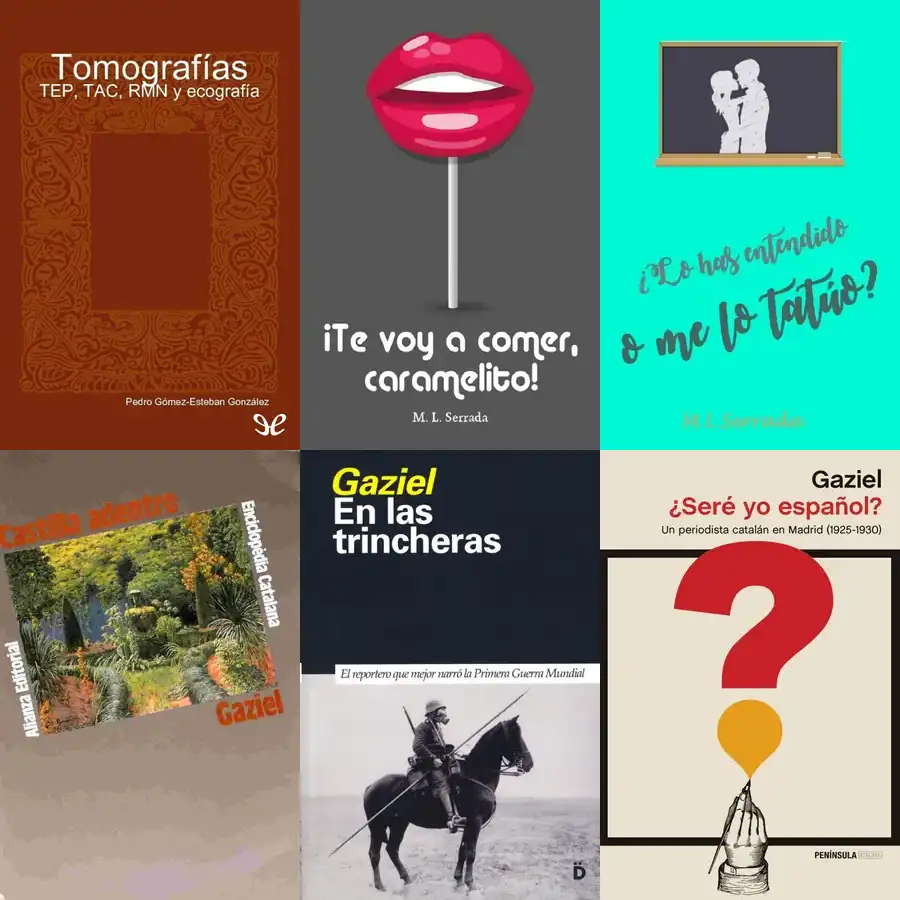 Tomografías
TEP, TAC, RMN y ecografía
Pedro Gómez-Esteban González
¡Te voy a comer,
caramelito!
M. L. Serrada
¿Lo has entendido
o me lo tatúo?
M.L.Serrada
Castilla adentro
Enciclopèdia Catalana
Alianza Editorial
Gaziel
Gaziel
En las
trincheras
El reportero que mejor narró la Primera Guerra Mundial
D̈
Gaziel
¿Seré yo español?
Un periodista catalán en Madrid (1925-1930)
PENÍNSULA